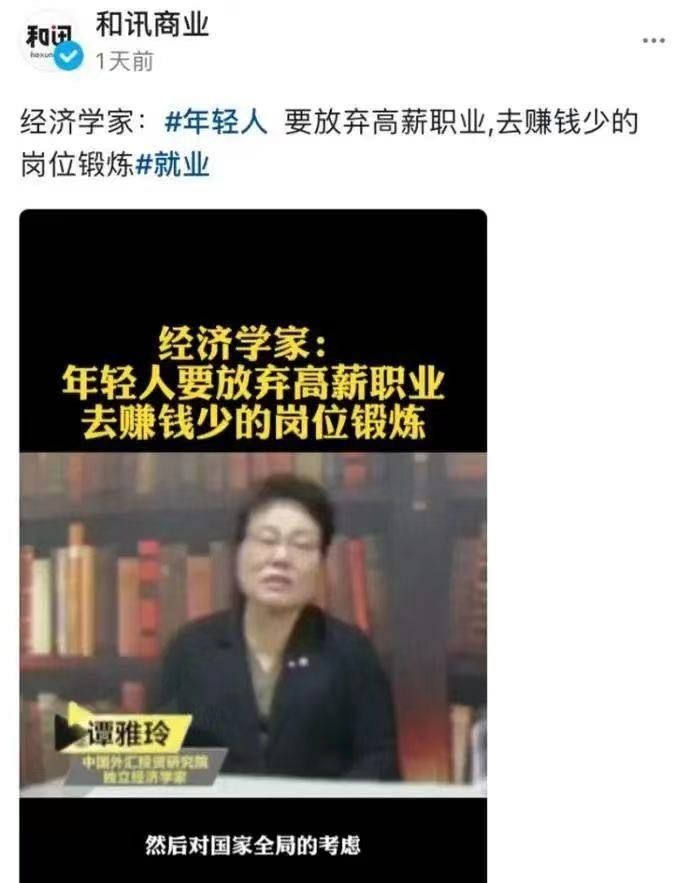 和讯
hexun
和讯商业
1天前
经济学家：#年轻人 要放弃高薪职业,去赚钱少的
岗位锻炼#就业
经济学家：
年轻人要放弃高薪职业
去赚钱少的岗位锻炼
谭雅玲
中国外汇投资研究院
独立经济学家
然后对国家全局的考虑